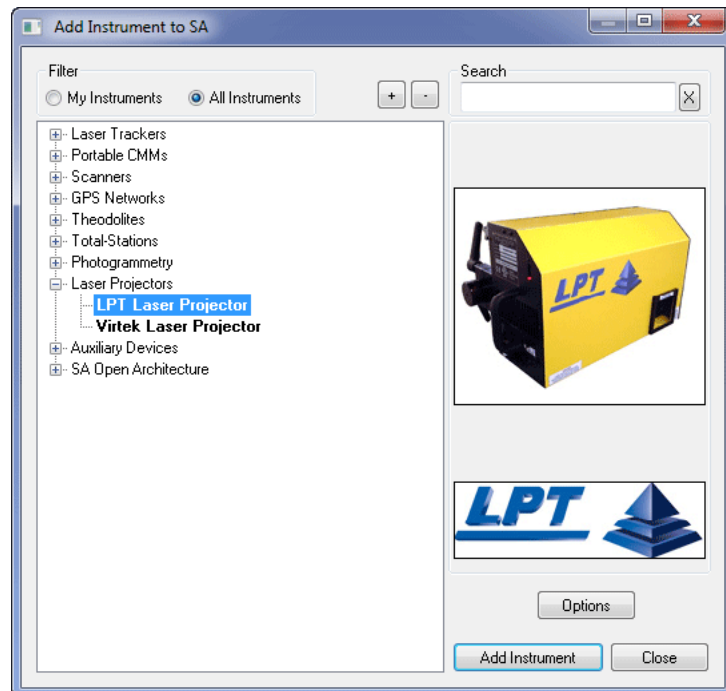 Add Instrument to SA
Filter
My Instruments
All Instruments
+
-
Search
X
Laser Trackers
Portable CMMs
Scanners
GPS Networks
Theodolites
Total-Stations
Photogrammetry
Laser Projectors
LPT Laser Projector
Virtek Laser Projector
Auxiliary Devices
SA Open Architecture
LPT
LPT
Options
Add Instrument
Close